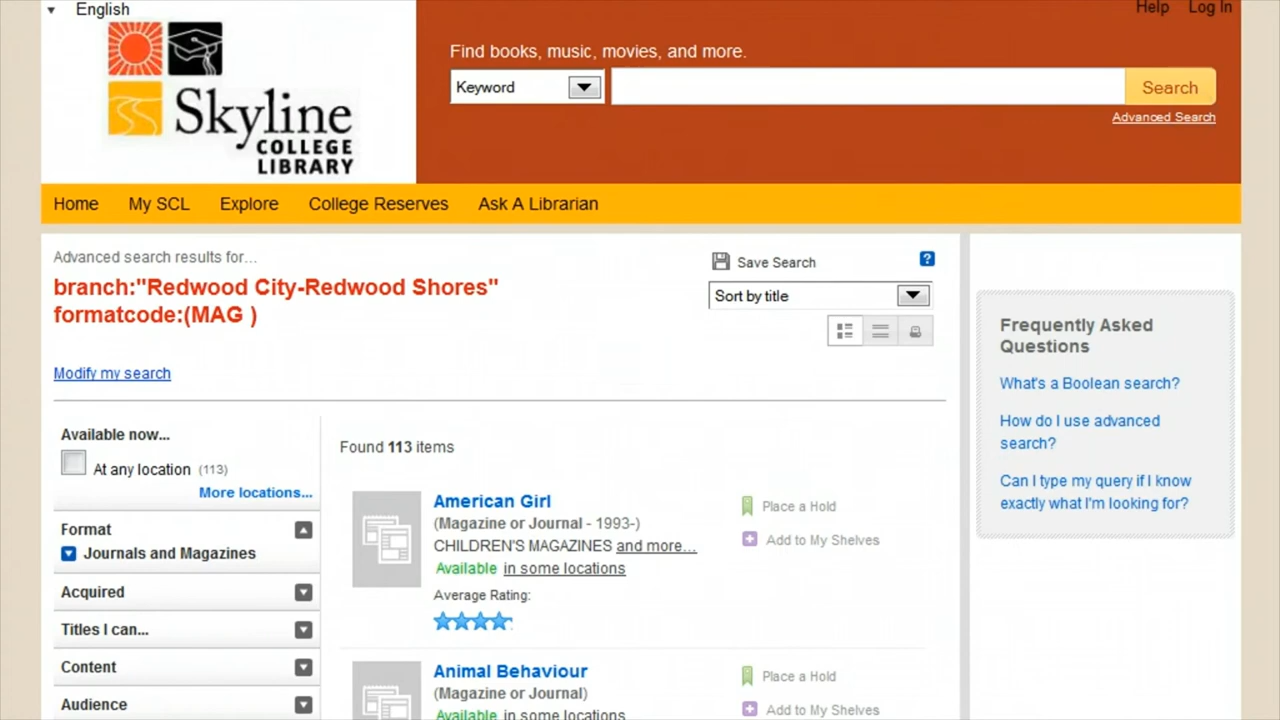 English
Help Log In
Skyline
COLLEGE
LIBRARY
Find books, music, movies, and more.
Keyword
Search
Advanced Search
Home My SCL Explore College Reserves Ask A Librarian
Advanced search results for...
branch:"Redwood City-Redwood Shores"
formatcode:(MAG )
Modify my search
Save Search
?
Sort by title
Available now...
At any location (113)
More locations...
Format
Journals and Magazines
Acquired
Titles I can...
Content
Audience
Found 113 items
American Girl
(Magazine or Journal - 1993-)
CHILDREN'S MAGAZINES and more...
Available in some locations
Average Rating:
Place a Hold
Add to My Shelves
Animal Behaviour
(Magazine or Journal)
Available in some locations
Place a Hold
Add to My Shelves
Frequently Asked
Questions
What's a Boolean search?
How do I use advanced
search?
Can I type my query if I know
exactly what I'm looking for?